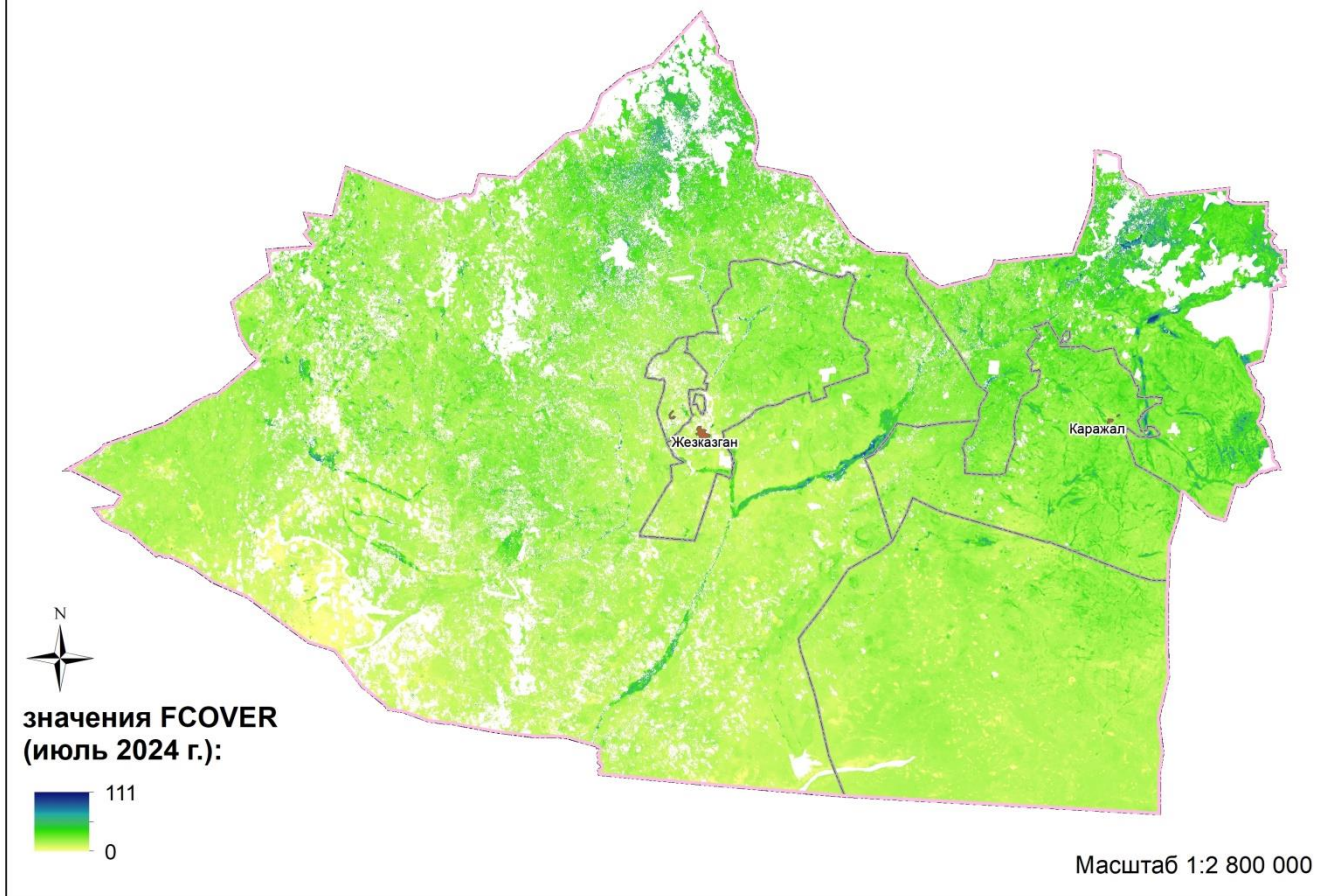 Жезказган
Каражал
N
значения FCOVER
(июль 2024 г.):
111
0
Масштаб 1:2 800 000